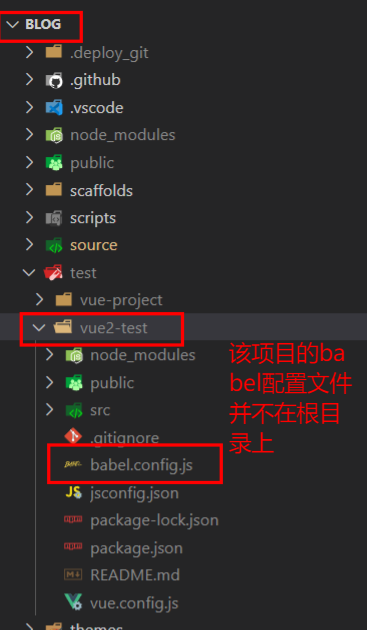 BLOG
.deploy_git
.github
.vscode
node_modules
public
scaffolds
scripts
source
test
vue-project
vue2-test
node_modules
public
src
.gitignore
babel.config.js
jsconfig.json
package-lock.json
package.json
README.md
vue.config.js
themes
该项目的ba
bel配置文件
并不在根目
录上